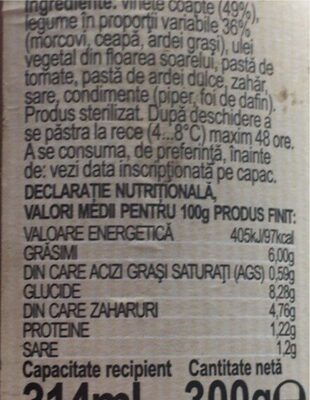 Ingrediente: vinete coapte (49%),
legume în proporții variabile 36%
(morcovi, ceapă, ardei grași), ulei
vegetal din floarea soarelui, pastă de
tomate, pastă de ardei dulce, zahăr,
sare, condimente (piper, foi de dafin).
Produs sterilizat. După deschidere a
se păstra la rece (4...8°C) maxim 48 ore.
A se consuma, de preferință, înainte
de: vezi data inscripționată pe capac.
DECLARAȚIE NUTRIȚIONALĂ,
VALORI MEDII PENTRU 100g PRODUS FINIT:
VALOARE ENERGETICĂ 405kJ/97kcal
GRĂSIMI 6,00g
DIN CARE ACIZI GRAȘI SATURAȚI (AGS) 0,59g
GLUCIDE 8,28g
DIN CARE ZAHARURI 4,76g
PROTEINE 1,22g
SARE 1,2g
Capacitate recipient Cantitate netă
314ml 300g